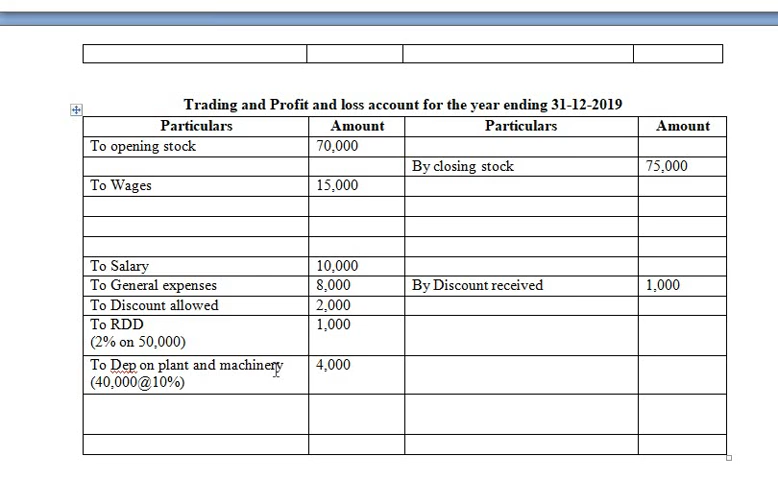 Trading and Profit and loss account for the year ending 31-12-2019
Particulars Amount Particulars Amount
To opening stock 70,000
By closing stock 75,000
To Wages 15,000
To Salary 10,000
To General expenses 8,000 By Discount received 1,000
To Discount allowed 2,000
To RDD 1,000
(2% on 50,000)
To Dep on plant and machinery 4,000
(40,000@10%)